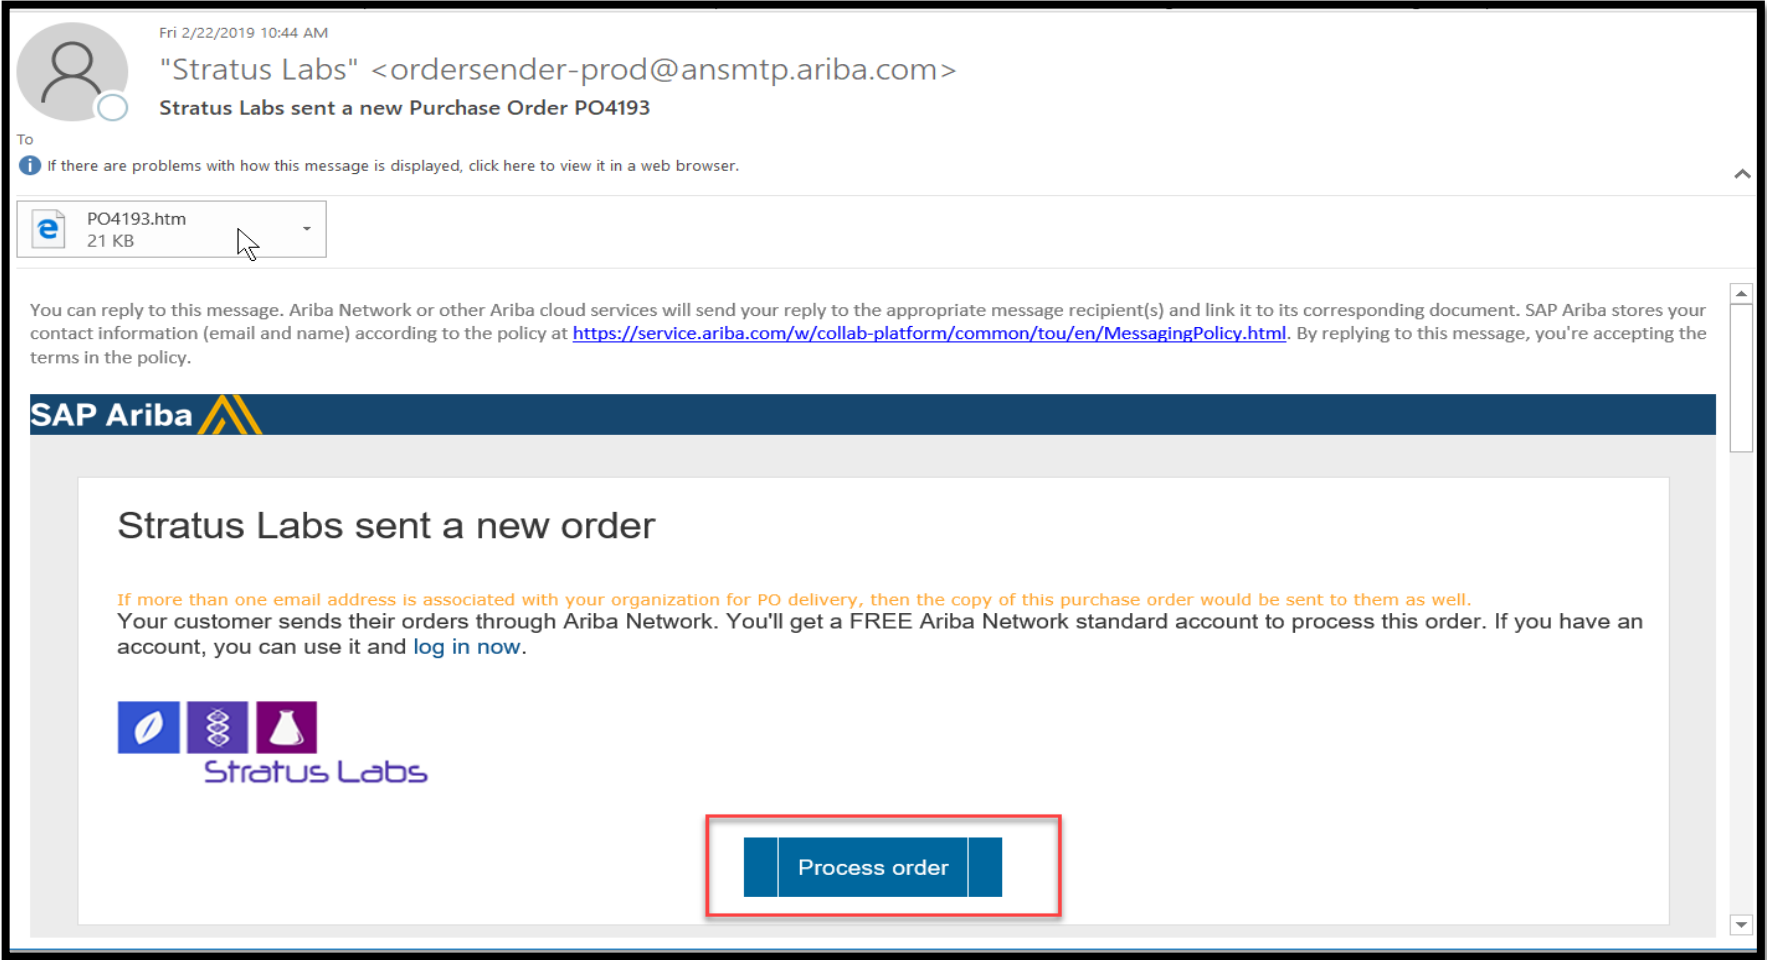 Fri 2/22/2019 10:44 AM
"Stratus Labs" <ordersender-prod@ansmtp.ariba.com>
Stratus Labs sent a new Purchase Order PO4193
To
If there are problems with how this message is displayed, click here to view it in a web browser.
PO4193.htm
21 KB
You can reply to this message. Ariba Network or other Ariba cloud services will send your reply to the appropriate message recipient(s) and link it to its corresponding document. SAP Ariba stores your
contact information (email and name) according to the policy at https://service.ariba.com/w/collab-platform/common/tou/en/MessagingPolicy.html. By replying to this message, you're accepting the
terms in the policy.
SAP Ariba
Stratus Labs sent a new order
If more than one email address is associated with your organization for PO delivery, then the copy of this purchase order would be sent to them as well.
Your customer sends their orders through Ariba Network. You'll get a FREE Ariba Network standard account to process this order. If you have an
account, you can use it and log in now.
Stratus Labs
Process order